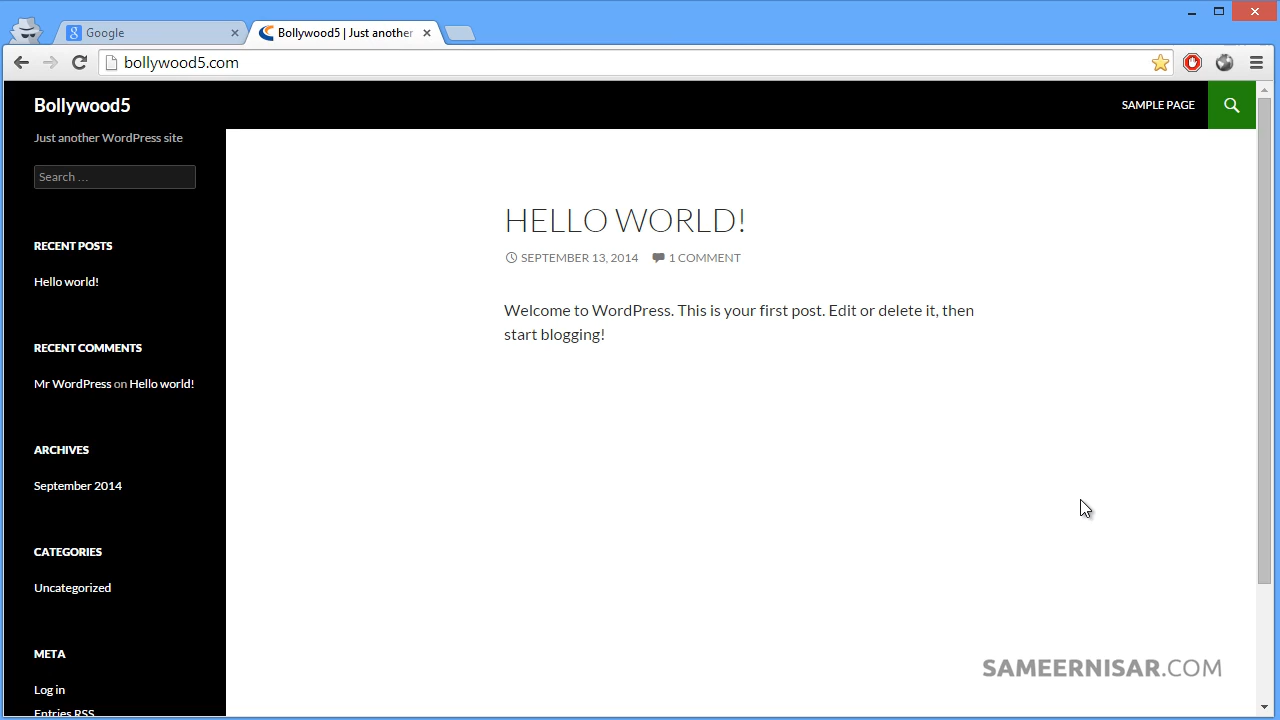 Google
Bollywood5 | Just another
bollywood5.com
Bollywood5
SAMPLE PAGE
Just another WordPress site
Search …
HELLO WORLD!
SEPTEMBER 13, 2014 1 COMMENT
Welcome to WordPress. This is your first post. Edit or delete it, then
start blogging!
RECENT POSTS
Hello world!
RECENT COMMENTS
Mr WordPress on Hello world!
ARCHIVES
September 2014
CATEGORIES
Uncategorized
META
Log in
Entries RSS
SAMEERNISAR.COM